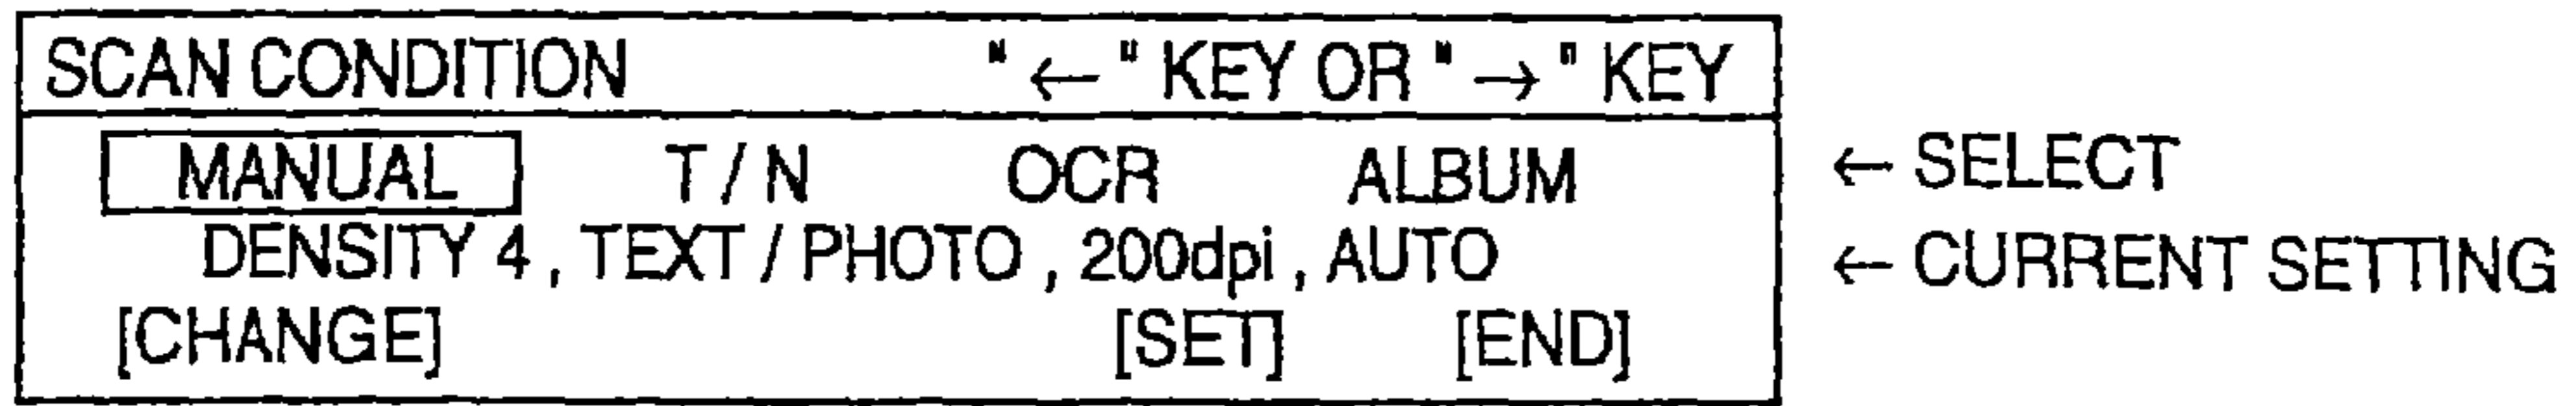 SCAN CONDITION "←" KEY OR "→" KEY
MANUAL T / N OCR ALBUM ← SELECT
DENSITY 4 , TEXT / PHOTO , 200dpi , AUTO ← CURRENT SETTING
[CHANGE] [SET] [END]